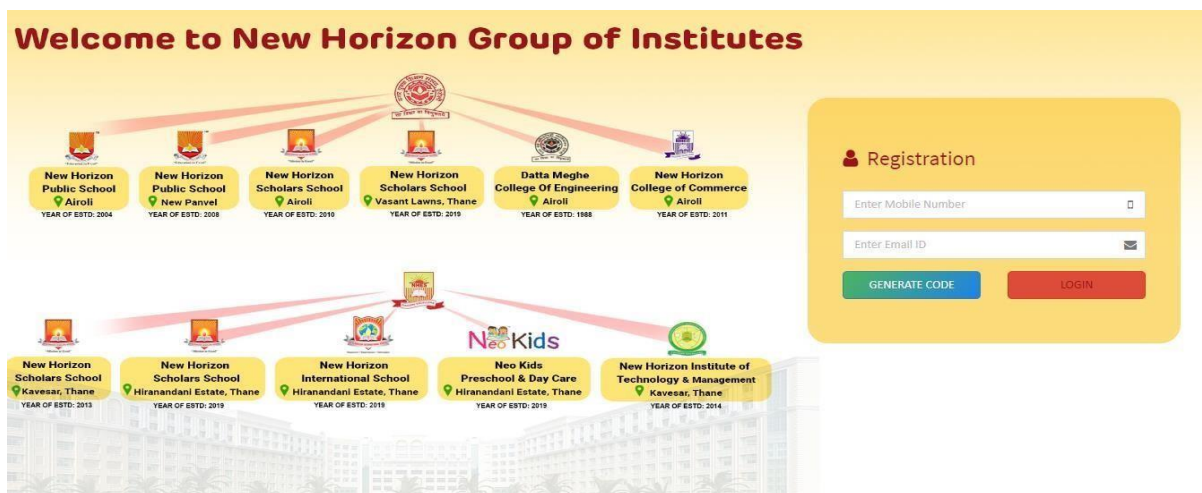 Welcome to New Horizon Group of Institutes
New Horizon
Public School
Airoli
YEAR OF ESTD: 2004
New Horizon
Public School
New Panvel
YEAR OF ESTD: 2008
New Horizon
Scholars School
Airoli
YEAR OF ESTD: 2010
New Horizon
Scholars School
Vasant Lawns, Thane
YEAR OF ESTD: 2019
Datta Meghe
College Of Engineering
Airoli
YEAR OF ESTD: 1988
New Horizon
College of Commerce
Airoli
YEAR OF ESTD: 2011
New Horizon
Scholars School
Kavesar, Thane
YEAR OF ESTD: 2013
New Horizon
Scholars School
Hiranandani Estate, Thane
YEAR OF ESTD: 2019
New Horizon
International School
Hiranandani Estate, Thane
YEAR OF ESTD: 2019
Neo Kids
Neo Kids
Preschool & Day Care
Hiranandani Estate, Thane
YEAR OF ESTD: 2019
New Horizon Institute of
Technology & Management
Kavesar, Thane
YEAR OF ESTD: 2014
Registration
Enter Mobile Number
Enter Email ID
GENERATE CODE
LOGIN